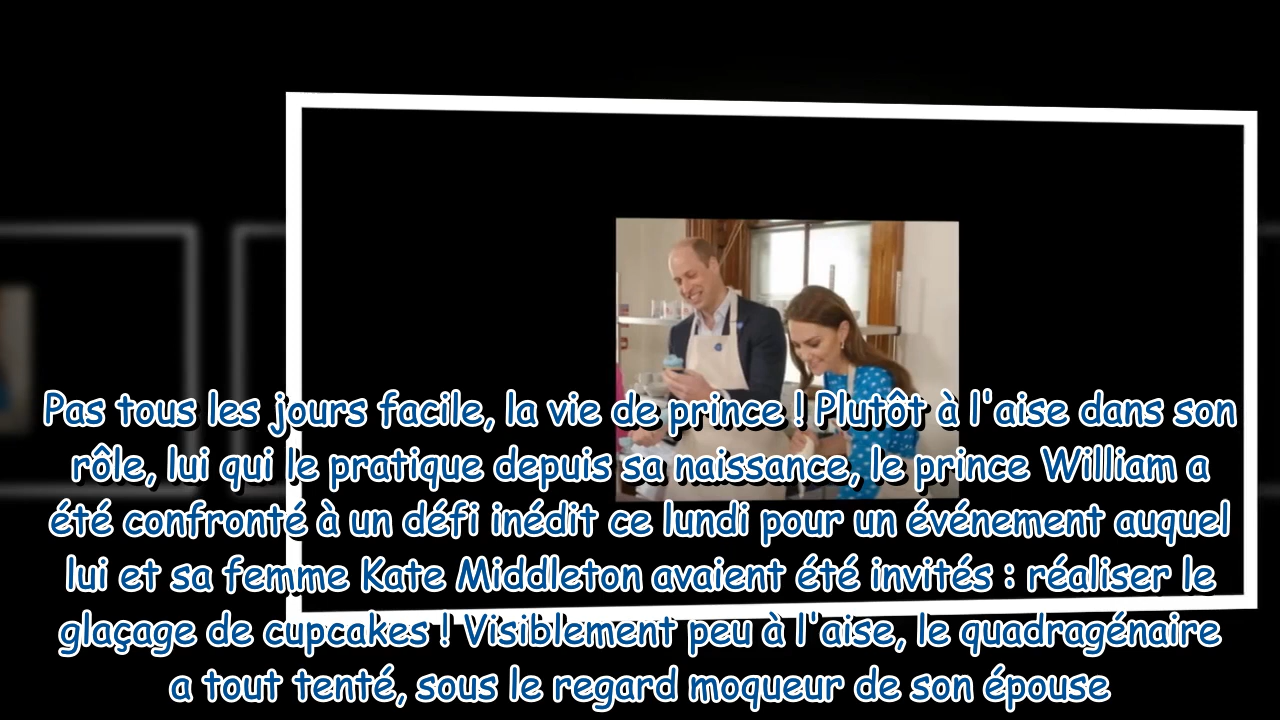 Pas tous les jours facile, la vie de prince ! Plutôt à l'aise dans son
rôle, lui qui le pratique depuis sa naissance, le prince William a
été confronté à un défi inédit ce lundi pour un événement auquel
lui et sa femme Kate Middleton avaient été invités : réaliser le
glaçage de cupcakes ! Visiblement peu à l'aise, le quadragénaire
a tout tenté, sous le regard moqueur de son épouse